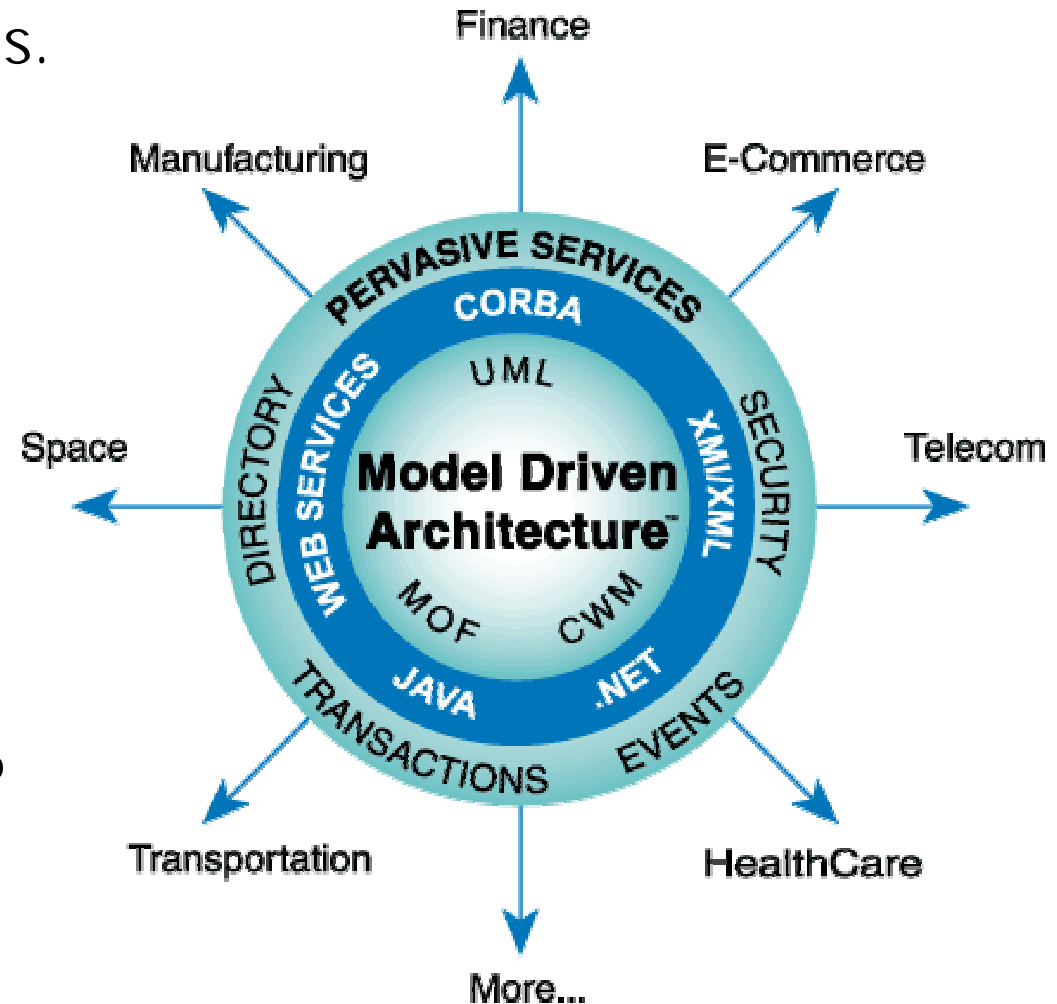 s.
Finance
Manufacturing
E-Commerce
PERVASIVE SERVICES
CORBA
UML
WEB SERVICES
XMI/XML
DIRECTORY
SECURITY
Space
Telecom
Model Driven
Architecture™
MOF
CWM
JAVA
.NET
TRANSACTIONS
EVENTS
Transportation
HealthCare
More...